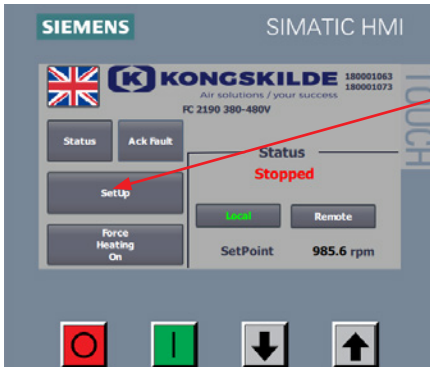 SIEMENS
SIMATIC HMI
TOUCH
K KONGSKILDE
Air solutions / your success
180001063
180001073
FC 2190 380-480V
Status
Ack Fault
Status
Stopped
SetUp
Local
Remote
Force
Heating
On
SetPoint
985.6 rpm